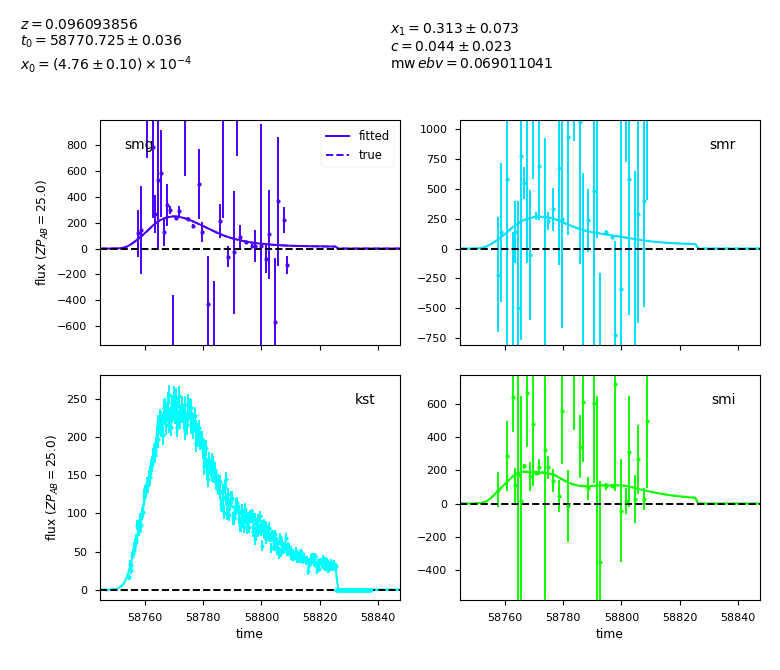 z = 0.096093856
t0 = 58770.725 ± 0.036
x0 = (4.76 ± 0.10) × 10^−4
x1 = 0.313 ± 0.073
c = 0.044 ± 0.023
mw ebv = 0.069011041
800
600
400
200
0
−200
−400
−600
flux (ZP_AB = 25.0)
smg
fitted
true
1000
750
500
250
0
−250
−500
−750
smr
250
200
150
100
50
0
flux (ZP_AB = 25.0)
kst
58760
58780
58800
58820
58840
time
600
400
200
0
−200
−400
smi
58760
58780
58800
58820
58840
time